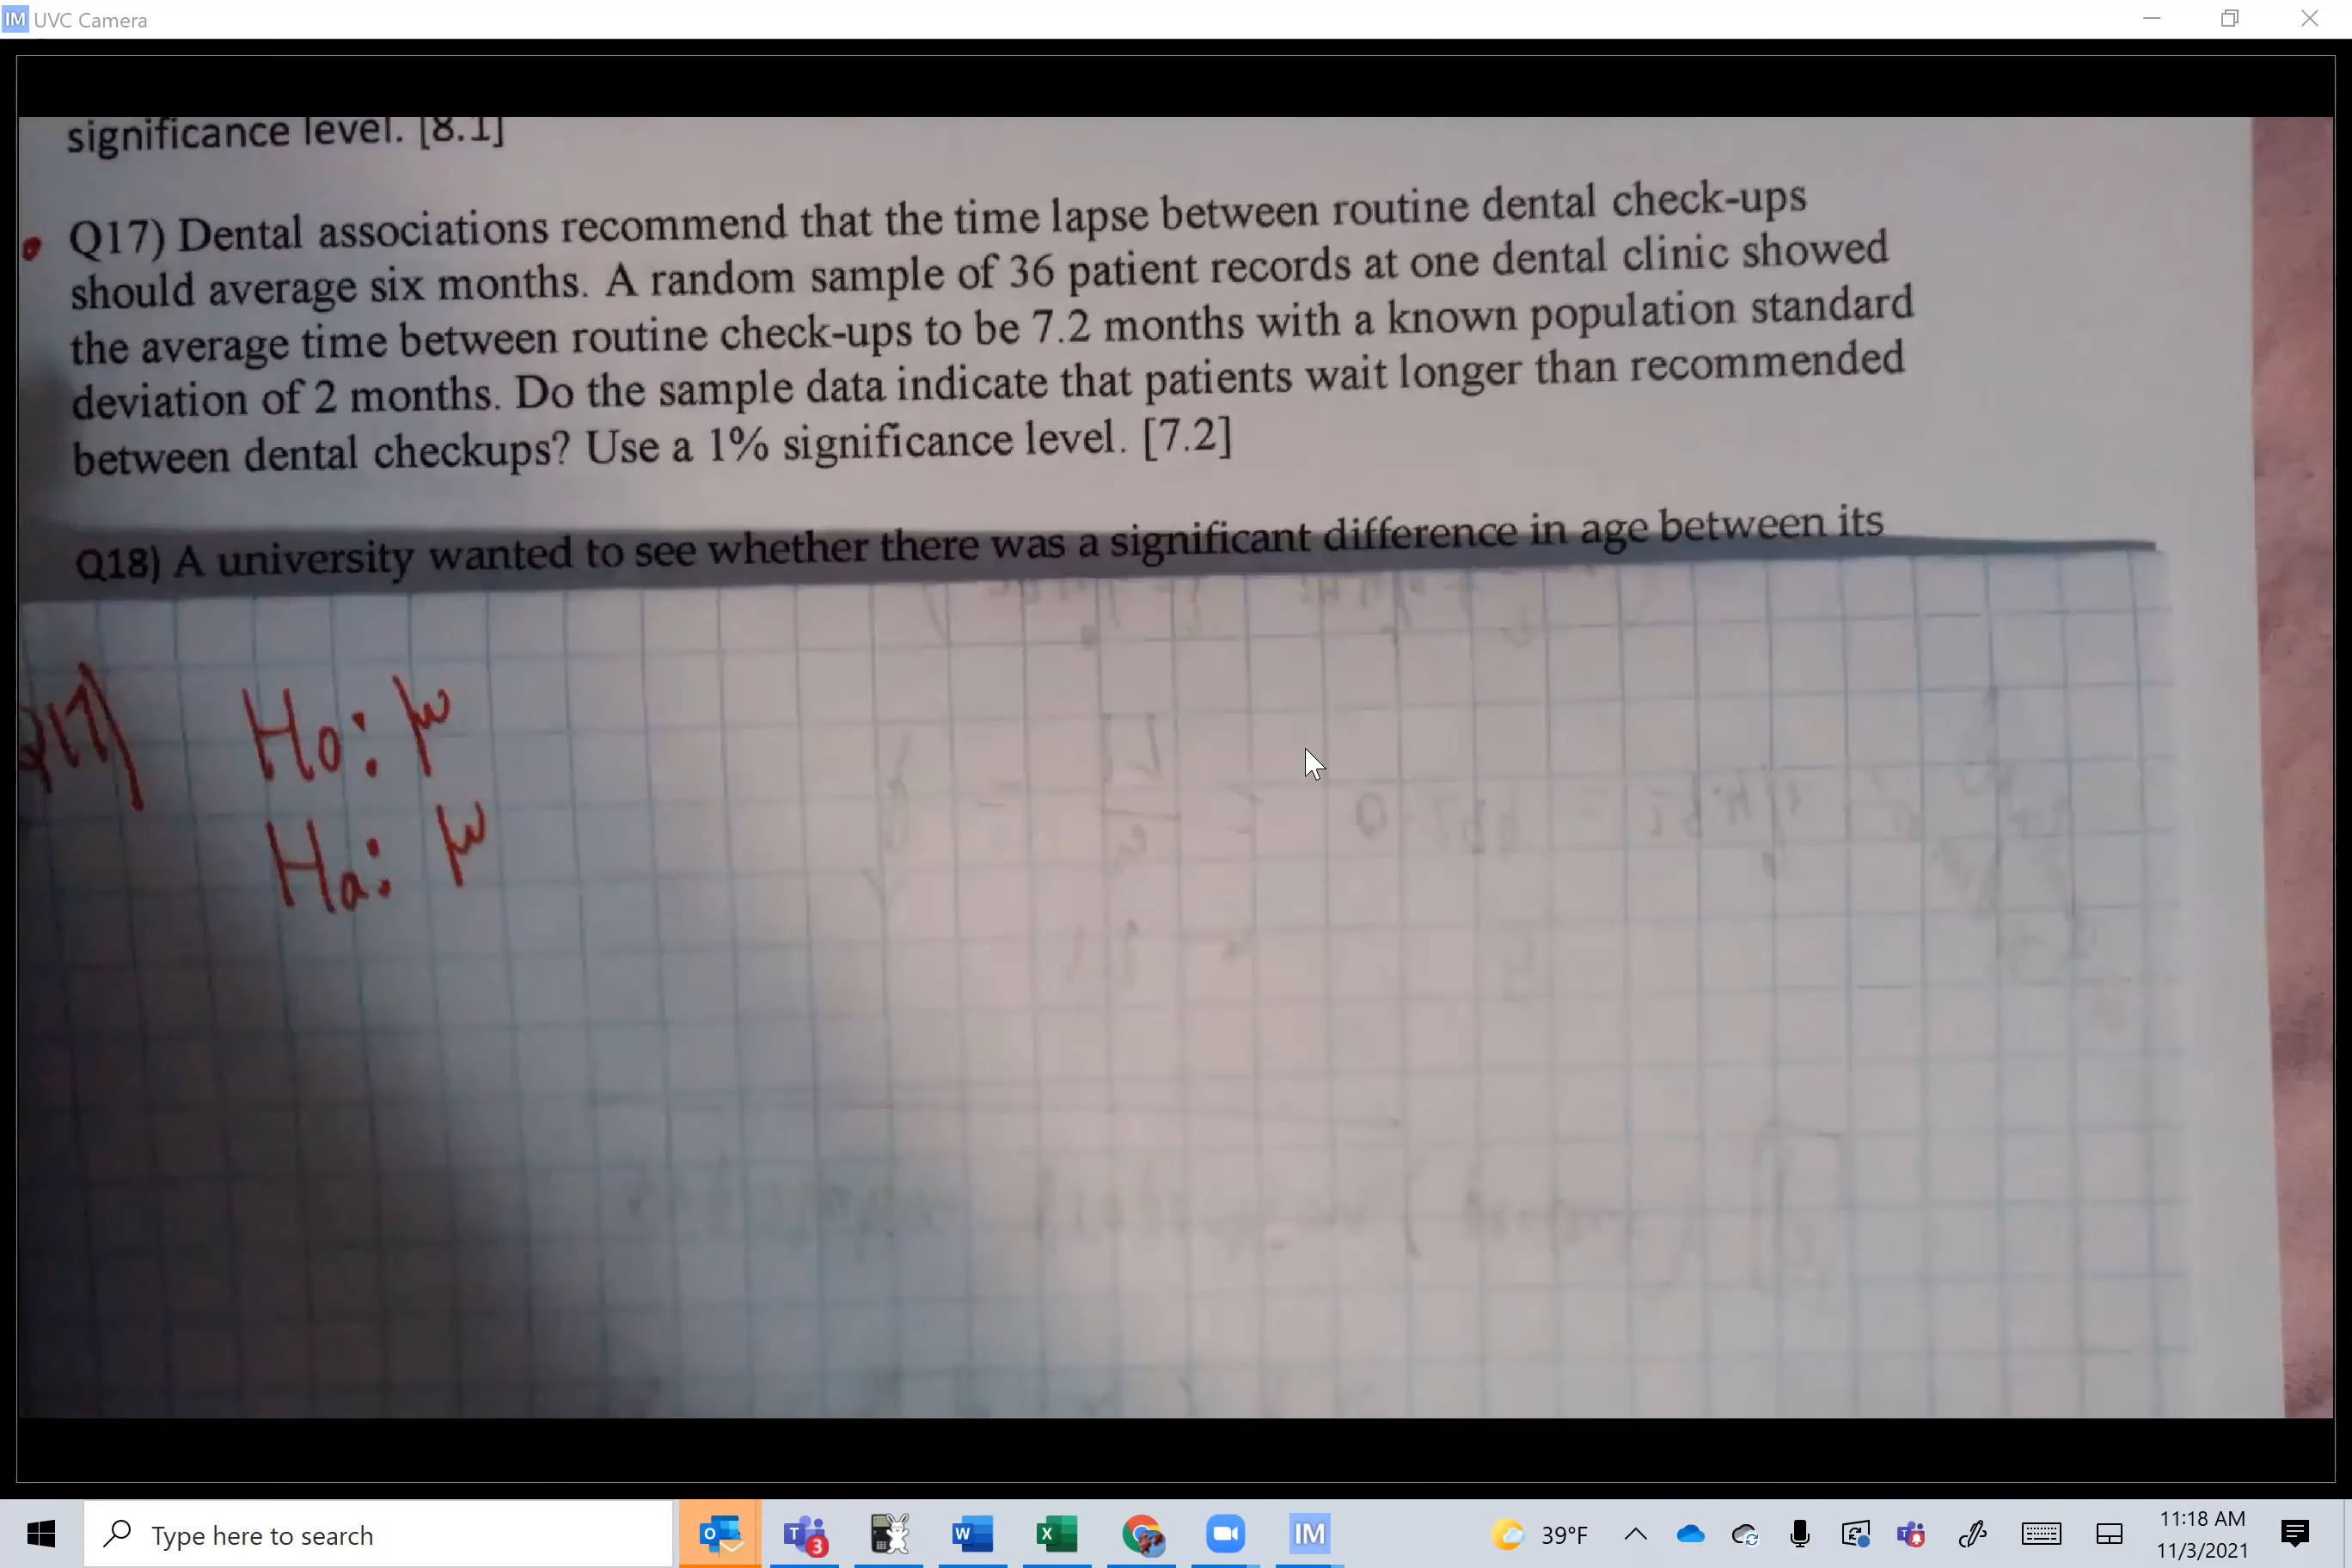 UVC Camera
significance level. [8.1]
Q17) Dental associations recommend that the time lapse between routine dental check-ups
should average six months. A random sample of 36 patient records at one dental clinic showed
the average time between routine check-ups to be 7.2 months with a known population standard
deviation of 2 months. Do the sample data indicate that patients wait longer than recommended
between dental checkups? Use a 1% significance level. [7.2]
Q18) A university wanted to see whether there was a significant difference in age between its
Q17) Ho: μ
Ha: μ
Type here to search
39°F
11:18 AM
11/3/2021